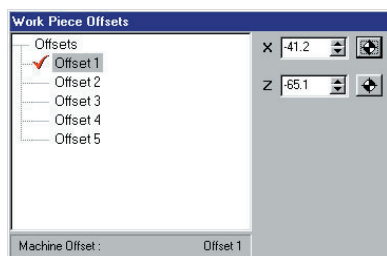 Work Piece Offsets
Offsets
Offset 1
Offset 2
Offset 3
Offset 4
Offset 5
X -41.2
Z -65.1
Machine Offset : Offset 1